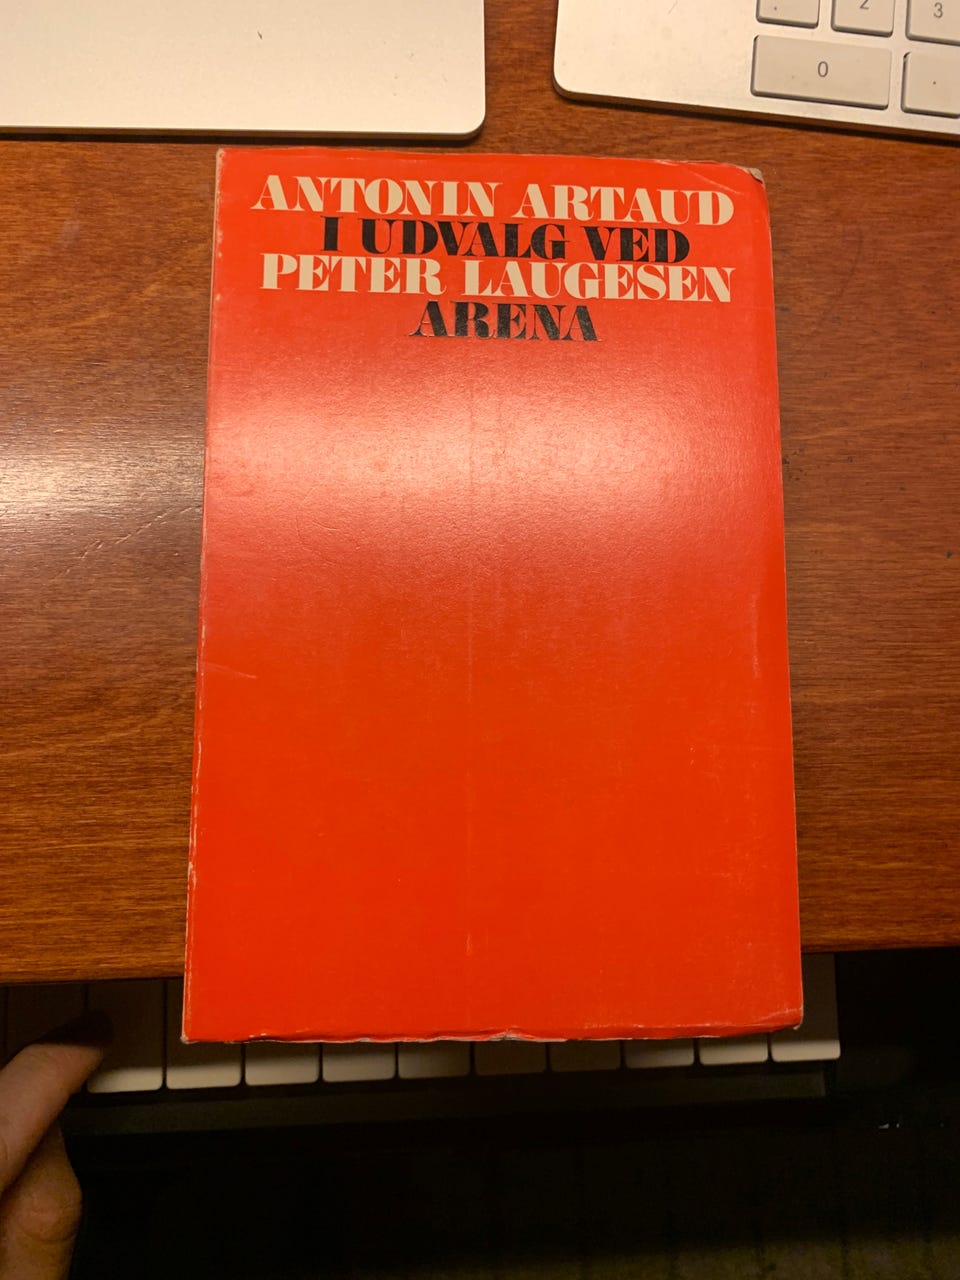 2
3
0
ANTONIN ARTAUD
I UDVALG VED
PETER LAUGESEN
ARENA